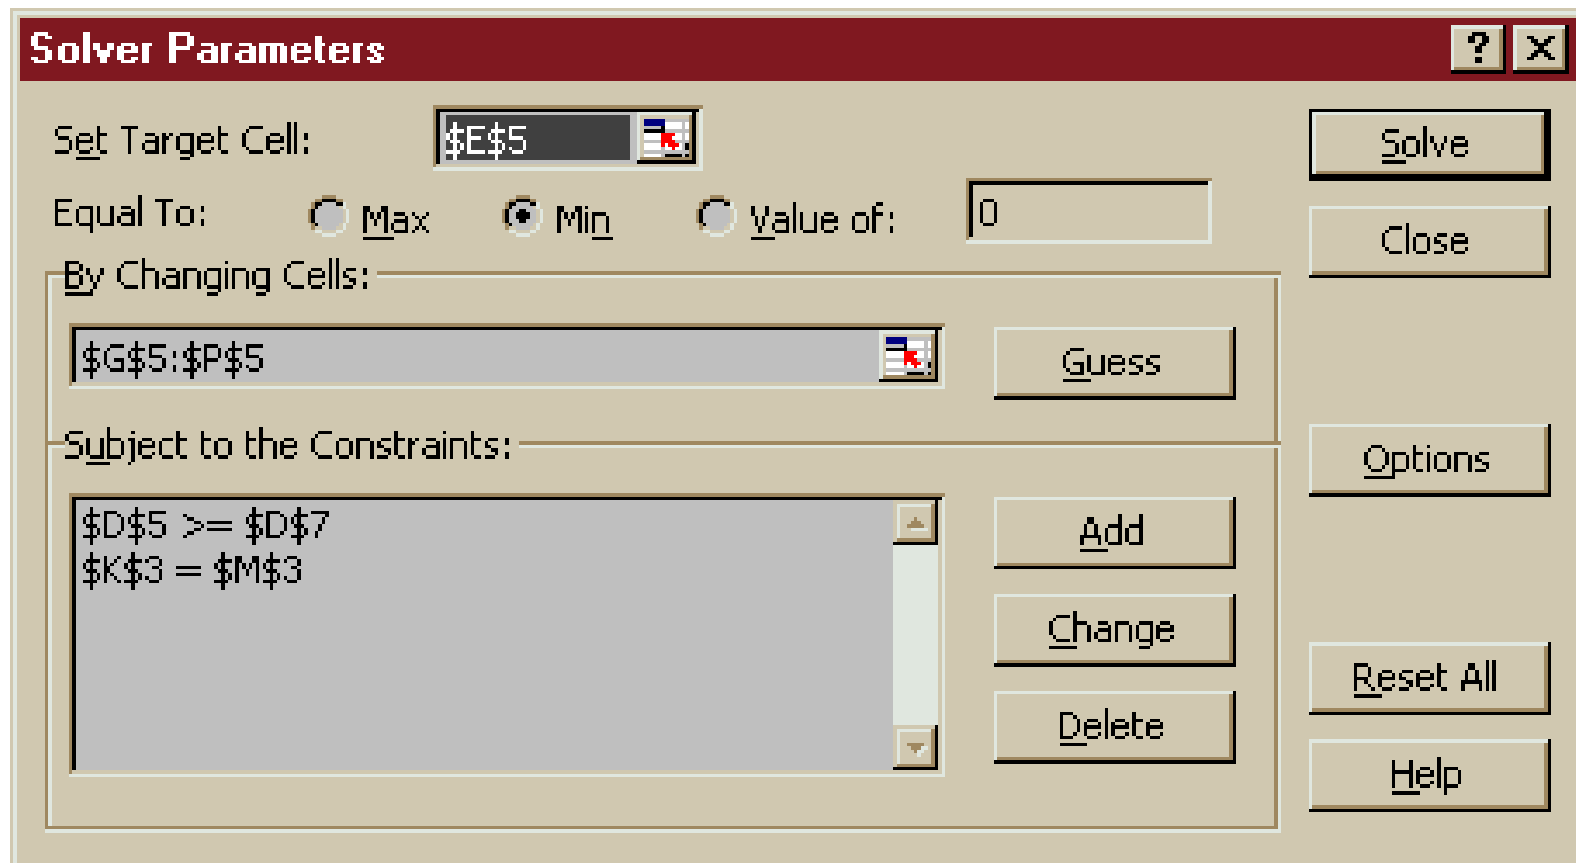 Solver Parameters
?
Set Target Cell: $E$5
Solve
Equal To: Max Min Value of: 0
Close
By Changing Cells:
$G$5:$P$5
Guess
Subject to the Constraints:
Options
$D$5 >= $D$7
Add
$K$3 = $M$3
Change
Reset All
Delete
Help